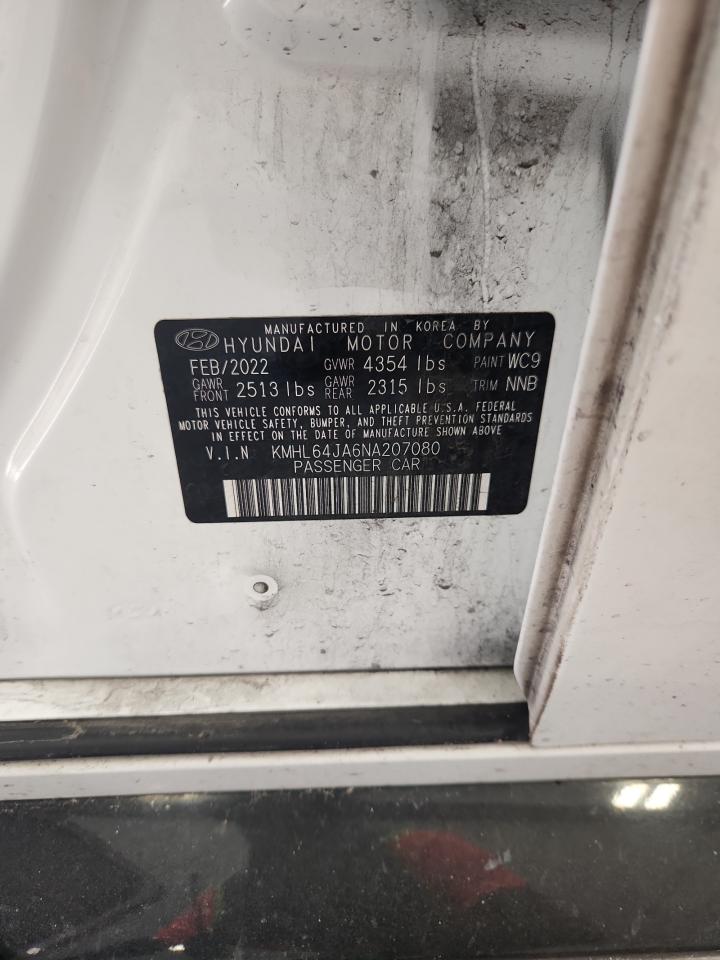 MANUFACTURED IN KOREA BY
HYUNDAI MOTOR COMPANY
FEB/2022 GVWR 4354 lbs PAINT WC9
GAWR FRONT 2513 lbs GAWR REAR 2315 lbs TRIM NNB
THIS VEHICLE CONFORMS TO ALL APPLICABLE U.S.A. FEDERAL
MOTOR VEHICLE SAFETY, BUMPER, AND THEFT PREVENTION STANDARDS
IN EFFECT ON THE DATE OF MANUFACTURE SHOWN ABOVE
V.I.N KMHL64JA6NA207080
PASSENGER CAR